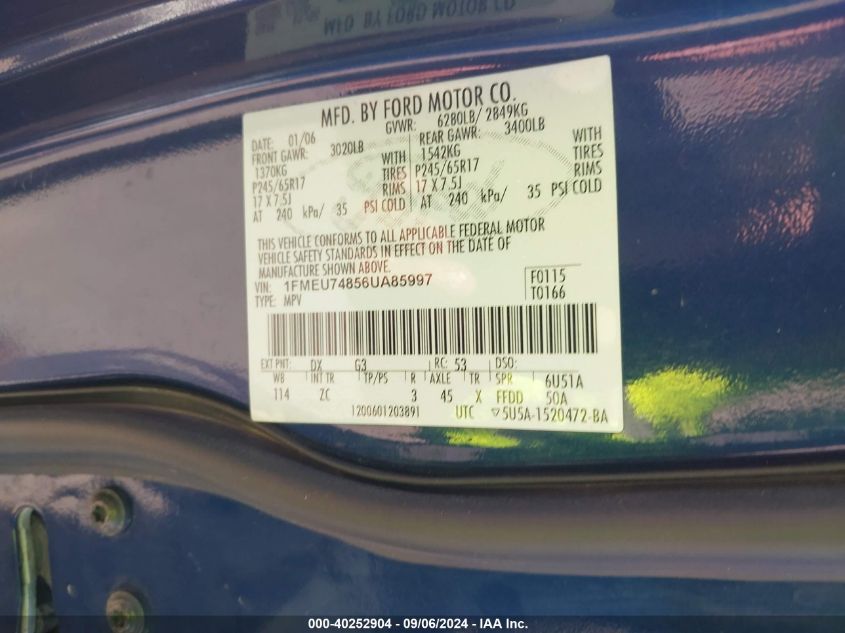 MFD. BY FORD MOTOR CO.
DATE: 01/06 GVWR: 6280LB/ 2849KG
FRONT GAWR: 3020LB REAR GAWR: 3400LB
1370KG WITH 1542KG WITH
P245/65R17 TIRES P245/65R17 TIRES
17 X 7.5J RIMS 17 X 7.5J RIMS
AT 240 kPa/ 35 PSI COLD AT 240 kPa/ 35 PSI COLD
THIS VEHICLE CONFORMS TO ALL APPLICABLE FEDERAL MOTOR
VEHICLE SAFETY STANDARDS IN EFFECT ON THE DATE OF
MANUFACTURE SHOWN ABOVE.
VIN: 1FMEU74856UA85997 F0115
TYPE: MPV T0166
EXT PNT: DX G3 RC: 53 DSO:
WB INT TR TP/PS R AXLE TR SPR 6U51A
114 ZC 3 45 X FFDD 50A
1200601203891 UTC 5U5A-1520472-BA
000-40252904 - 09/06/2024 - IAA Inc.